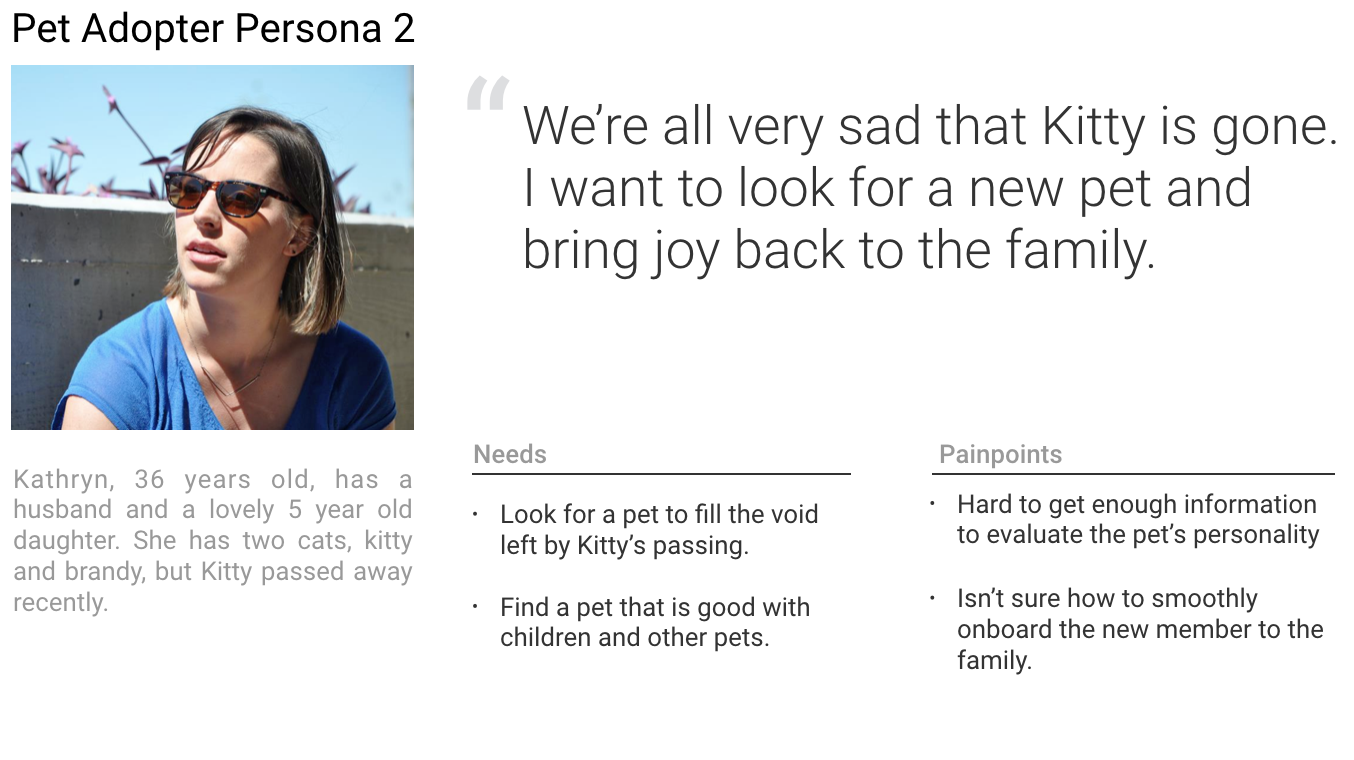 Pet Adopter Persona 2
“
We’re all very sad that Kitty is gone.
I want to look for a new pet and
bring joy back to the family.
Kathryn, 36 years old, has a
husband and a lovely 5 year old
daughter. She has two cats, kitty
and brandy, but Kitty passed away
recently.
Needs
• Look for a pet to fill the void
left by Kitty’s passing.
• Find a pet that is good with
children and other pets.
Painpoints
• Hard to get enough information
to evaluate the pet’s personality
• Isn’t sure how to smoothly
onboard the new member to the
family.